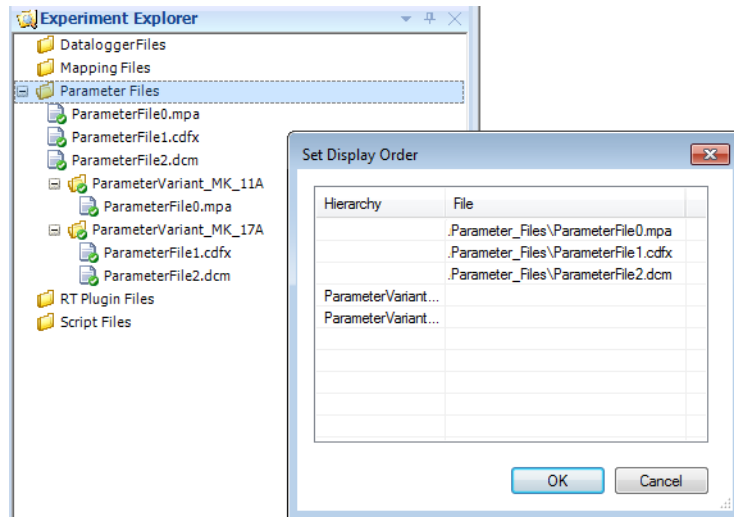 Experiment Explorer
DataloggerFiles
Mapping Files
Parameter Files
ParameterFile0.mpa
ParameterFile1.cdfx
ParameterFile2.dcm
ParameterVariant_MK_11A
ParameterFile0.mpa
ParameterVariant_MK_17A
ParameterFile1.cdfx
ParameterFile2.dcm
RT Plugin Files
Script Files
Set Display Order
Hierarchy File
.Parameter_Files\ParameterFile0.mpa
.Parameter_Files\ParameterFile1.cdfx
.Parameter_Files\ParameterFile2.dcm
ParameterVariant...
ParameterVariant...
OK Cancel